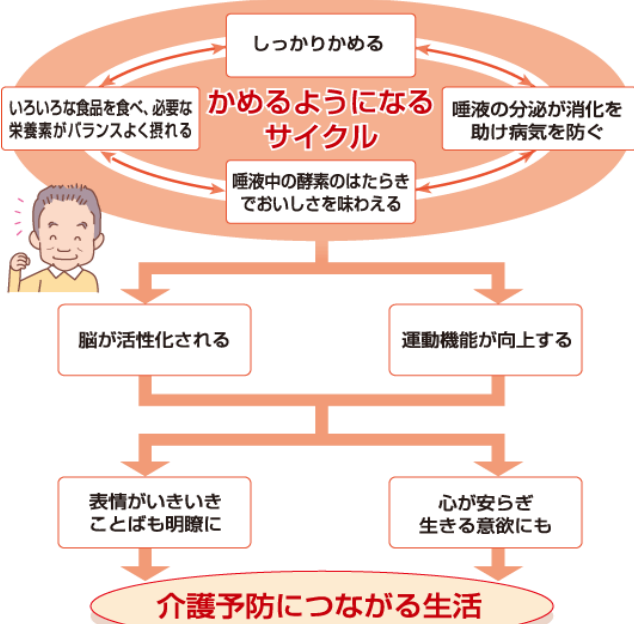 しっかりかめる
いろいろな食品を食べ、必要な
栄養素がバランスよく摂れる
かめるようになる
サイクル
唾液の分泌が消化を
助け病気を防ぐ
唾液中の酵素のはたらき
でおいしさを味わえる
脳が活性化される
運動機能が向上する
表情がいきいき
ことばも明瞭に
心が安らぎ
生きる意欲にも
介護予防につながる生活